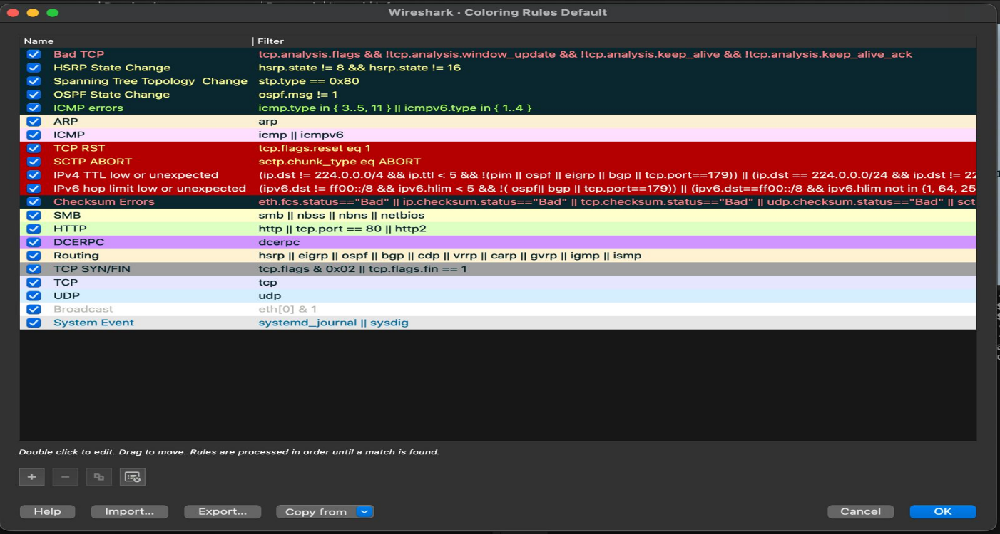 Wireshark · Coloring Rules Default
Name Filter
Bad TCP tcp.analysis.flags && !tcp.analysis.window_update && !tcp.analysis.keep_alive && !tcp.analysis.keep_alive_ack
HSRP State Change hsrp.state != 8 && hsrp.state != 16
Spanning Tree Topology  Change stp.type == 0x80
OSPF State Change ospf.msg != 1
ICMP errors icmp.type in { 3..5, 11 } || icmpv6.type in { 1..4 }
ARP arp
ICMP icmp || icmpv6
TCP RST tcp.flags.reset eq 1
SCTP ABORT sctp.chunk_type eq ABORT
IPv4 TTL low or unexpected (ip.dst != 224.0.0.0/4 && ip.ttl < 5 && !(pim || ospf || eigrp || bgp || tcp.port==179)) || (ip.dst == 224.0.0.0/24 && ip.dst != 22
IPv6 hop limit low or unexpected (ipv6.dst != ff00::/8 && ipv6.hlim < 5 && !( ospf|| bgp || tcp.port==179)) || (ipv6.dst==ff00::/8 && ipv6.hlim not in {1, 64, 25
Checksum Errors eth.fcs.status=="Bad" || ip.checksum.status=="Bad" || tcp.checksum.status=="Bad" || udp.checksum.status=="Bad" || sct
SMB smb || nbss || nbns || netbios
HTTP http || tcp.port == 80 || http2
DCERPC dcerpc
Routing hsrp || eigrp || ospf || bgp || cdp || vrrp || carp || gvrp || igmp || ismp
TCP SYN/FIN tcp.flags & 0x02 || tcp.flags.fin == 1
TCP tcp
UDP udp
Broadcast eth[0] & 1
System Event systemd_journal || sysdig
Double click to edit. Drag to move. Rules are processed in order until a match is found.
Help Import... Export... Copy from Cancel OK